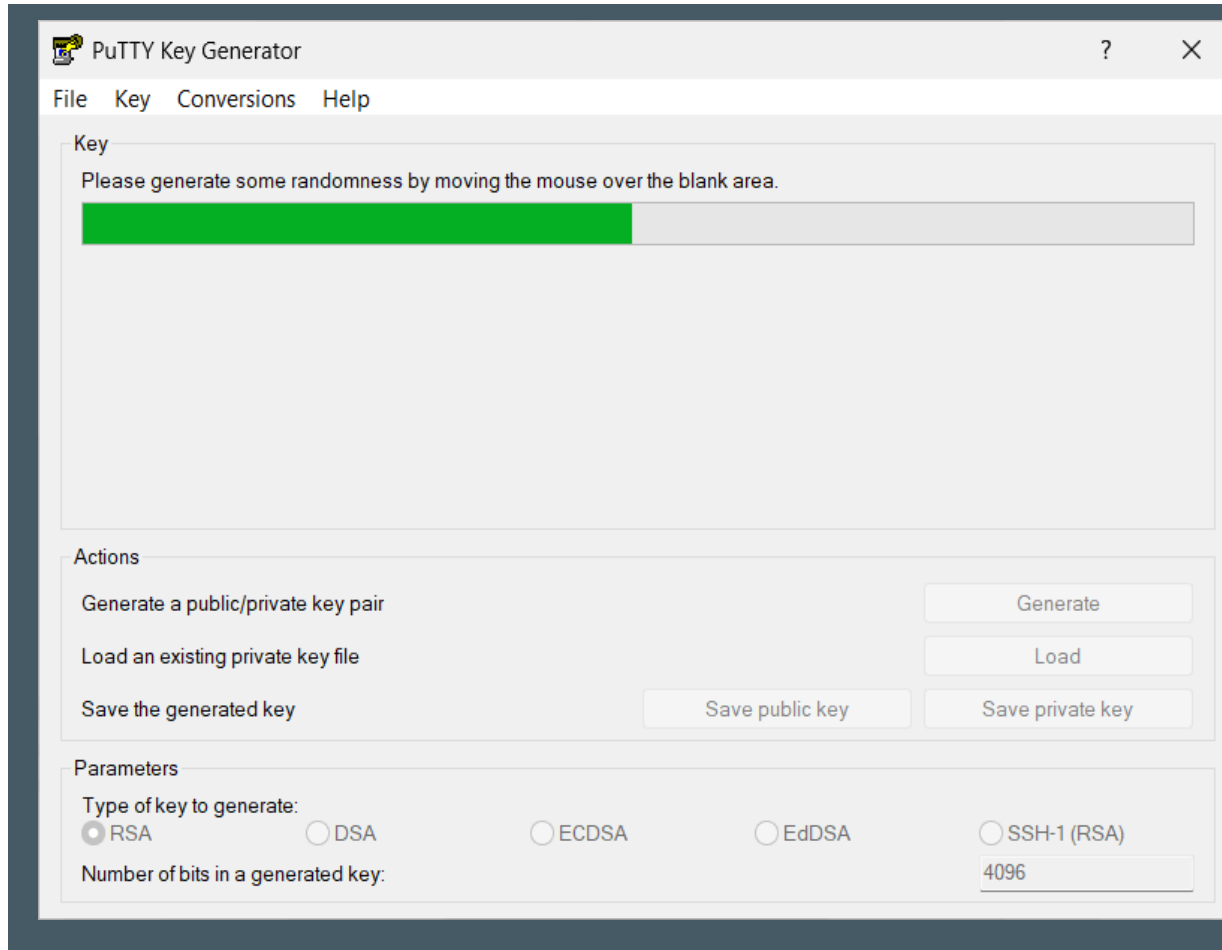 PuTTY Key Generator ?
File Key Conversions Help
Key
Please generate some randomness by moving the mouse over the blank area.
Actions
Generate a public/private key pair Generate
Load an existing private key file Load
Save the generated key Save public key Save private key
Parameters
Type of key to generate:
RSA DSA ECDSA EdDSA SSH-1 (RSA)
Number of bits in a generated key: 4096